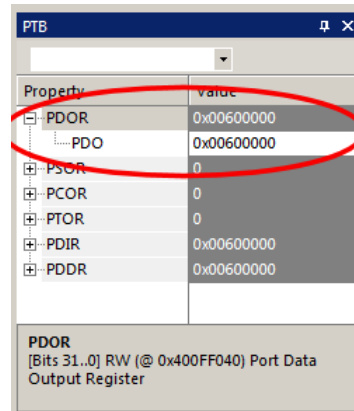 PTB
Property Value
PDOR 0x00600000
PDO 0x00600000
PSOR 0
PCOR 0
PTOR 0
PDIR 0x00600000
PDDR 0x00600000
PDOR
[Bits 31..0] RW (@ 0x400FF040) Port Data
Output Register